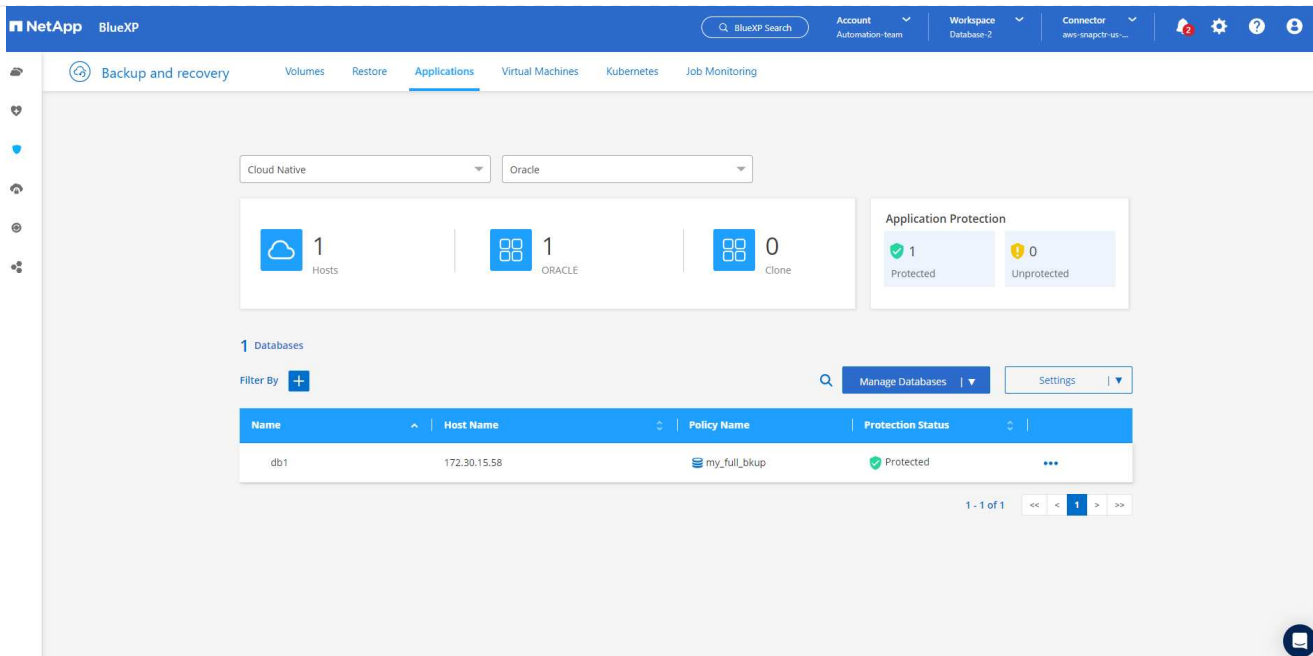 NetApp BlueXP
BlueXP Search
Account
Automation-team
Workspace
Database-2
Connector
aws-snapctr-us-...
2
Backup and recovery
Volumes
Restore
Applications
Virtual Machines
Kubernetes
Job Monitoring
Cloud Native
Oracle
1
Hosts
1
ORACLE
0
Clone
Application Protection
1
Protected
0
Unprotected
1 Databases
Filter By +
Manage Databases | ▼
Settings | ▼
Name Host Name Policy Name Protection Status
db1 172.30.15.58 my_full_bkup Protected •••
1 - 1 of 1 << < 1 > >>